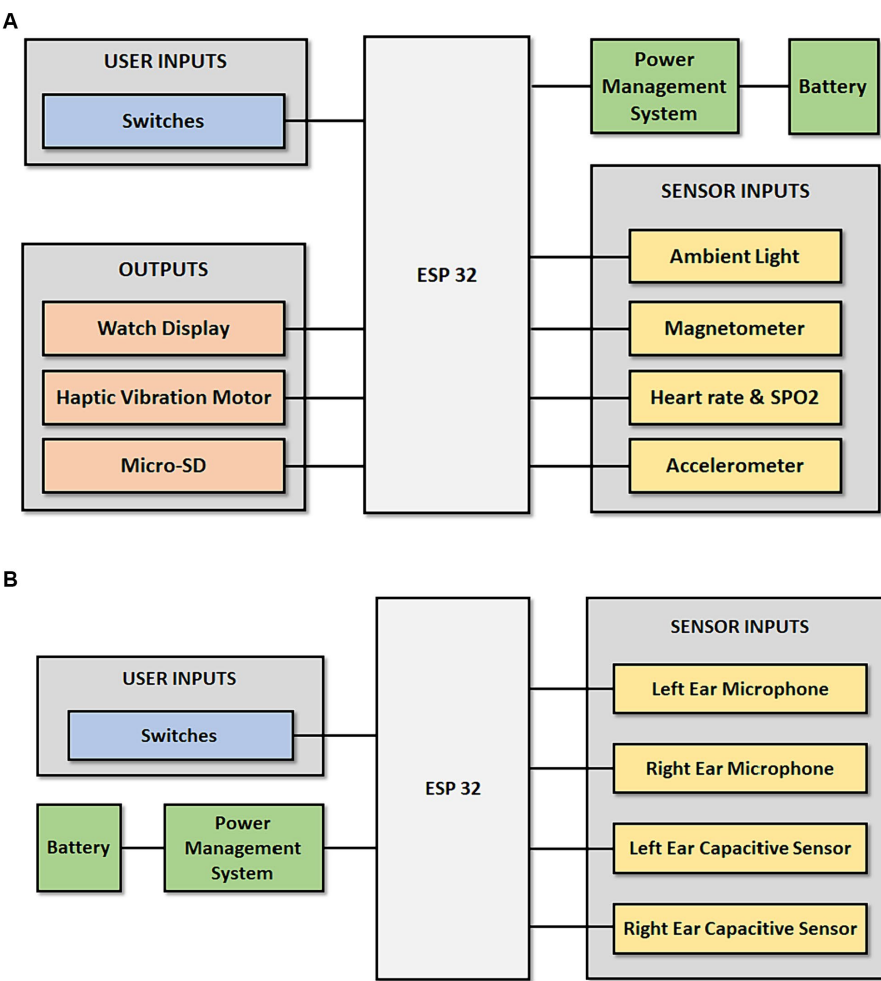 A
USER INPUTS
Switches
OUTPUTS
Watch Display
Haptic Vibration Motor
Micro-SD
ESP 32
Power
Management
System
Battery
SENSOR INPUTS
Ambient Light
Magnetometer
Heart rate & SPO2
Accelerometer
B
USER INPUTS
Switches
Battery
Power
Management
System
ESP 32
SENSOR INPUTS
Left Ear Microphone
Right Ear Microphone
Left Ear Capacitive Sensor
Right Ear Capacitive Sensor